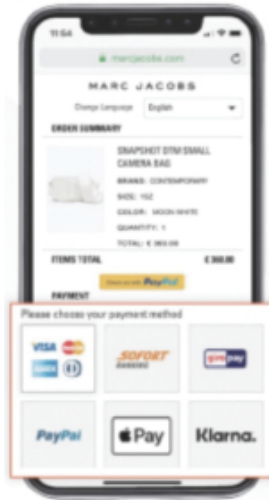 11:54
marcjacobs.com
MARC JACOBS
Change Language English
ORDER SUMMARY
SNAPSHOT DTM SMALL
CAMERA BAG
BRAND: CONTEMPORARY
SIZE: 1SZ
COLOR: MOON WHITE
QUANTITY: 1
TOTAL: € 360.00
ITEMS TOTAL € 360.00
PayPal
PAYMENT
Please choose your payment method
VISA
SOFORT
BANKING
giropay
PayPal
Pay
Klarna.